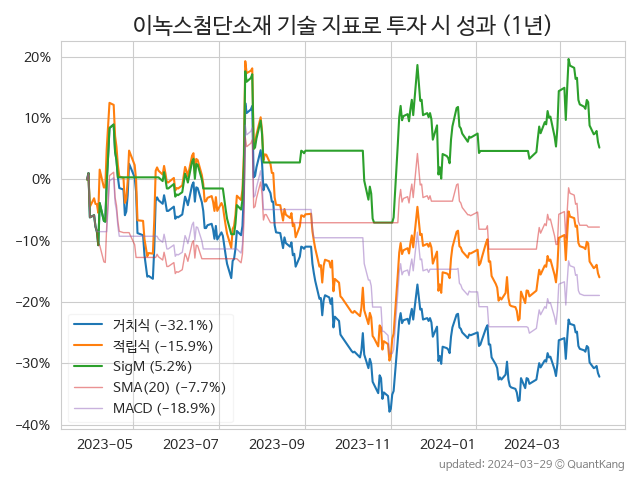 이녹스첨단소재 기술 지표로 투자 시 성과 (1년)
20%
10%
0%
−10%
−20%
−30%
−40%
거치식 (−32.1%)
적립식 (−15.9%)
SigM (5.2%)
SMA(20) (−7.7%)
MACD (−18.9%)
2023-05 2023-07 2023-09 2023-11 2024-01 2024-03
updated: 2024-03-29 © QuantKang